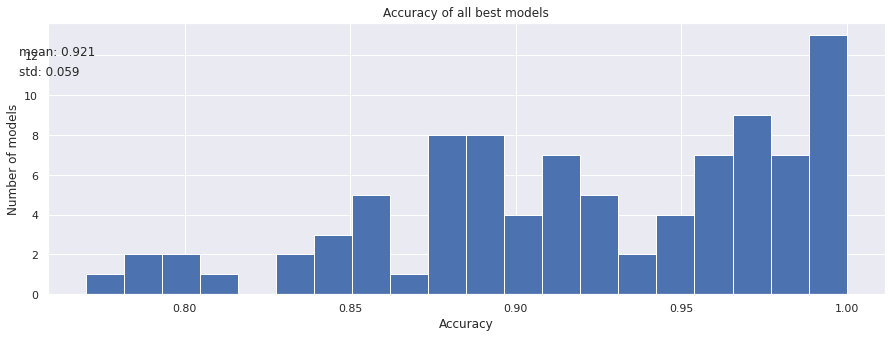 Accuracy of all best models
mean: 0.921
std: 0.059
Number of models
12
10
8
6
4
2
0
0.80 0.85 0.90 0.95 1.00
Accuracy